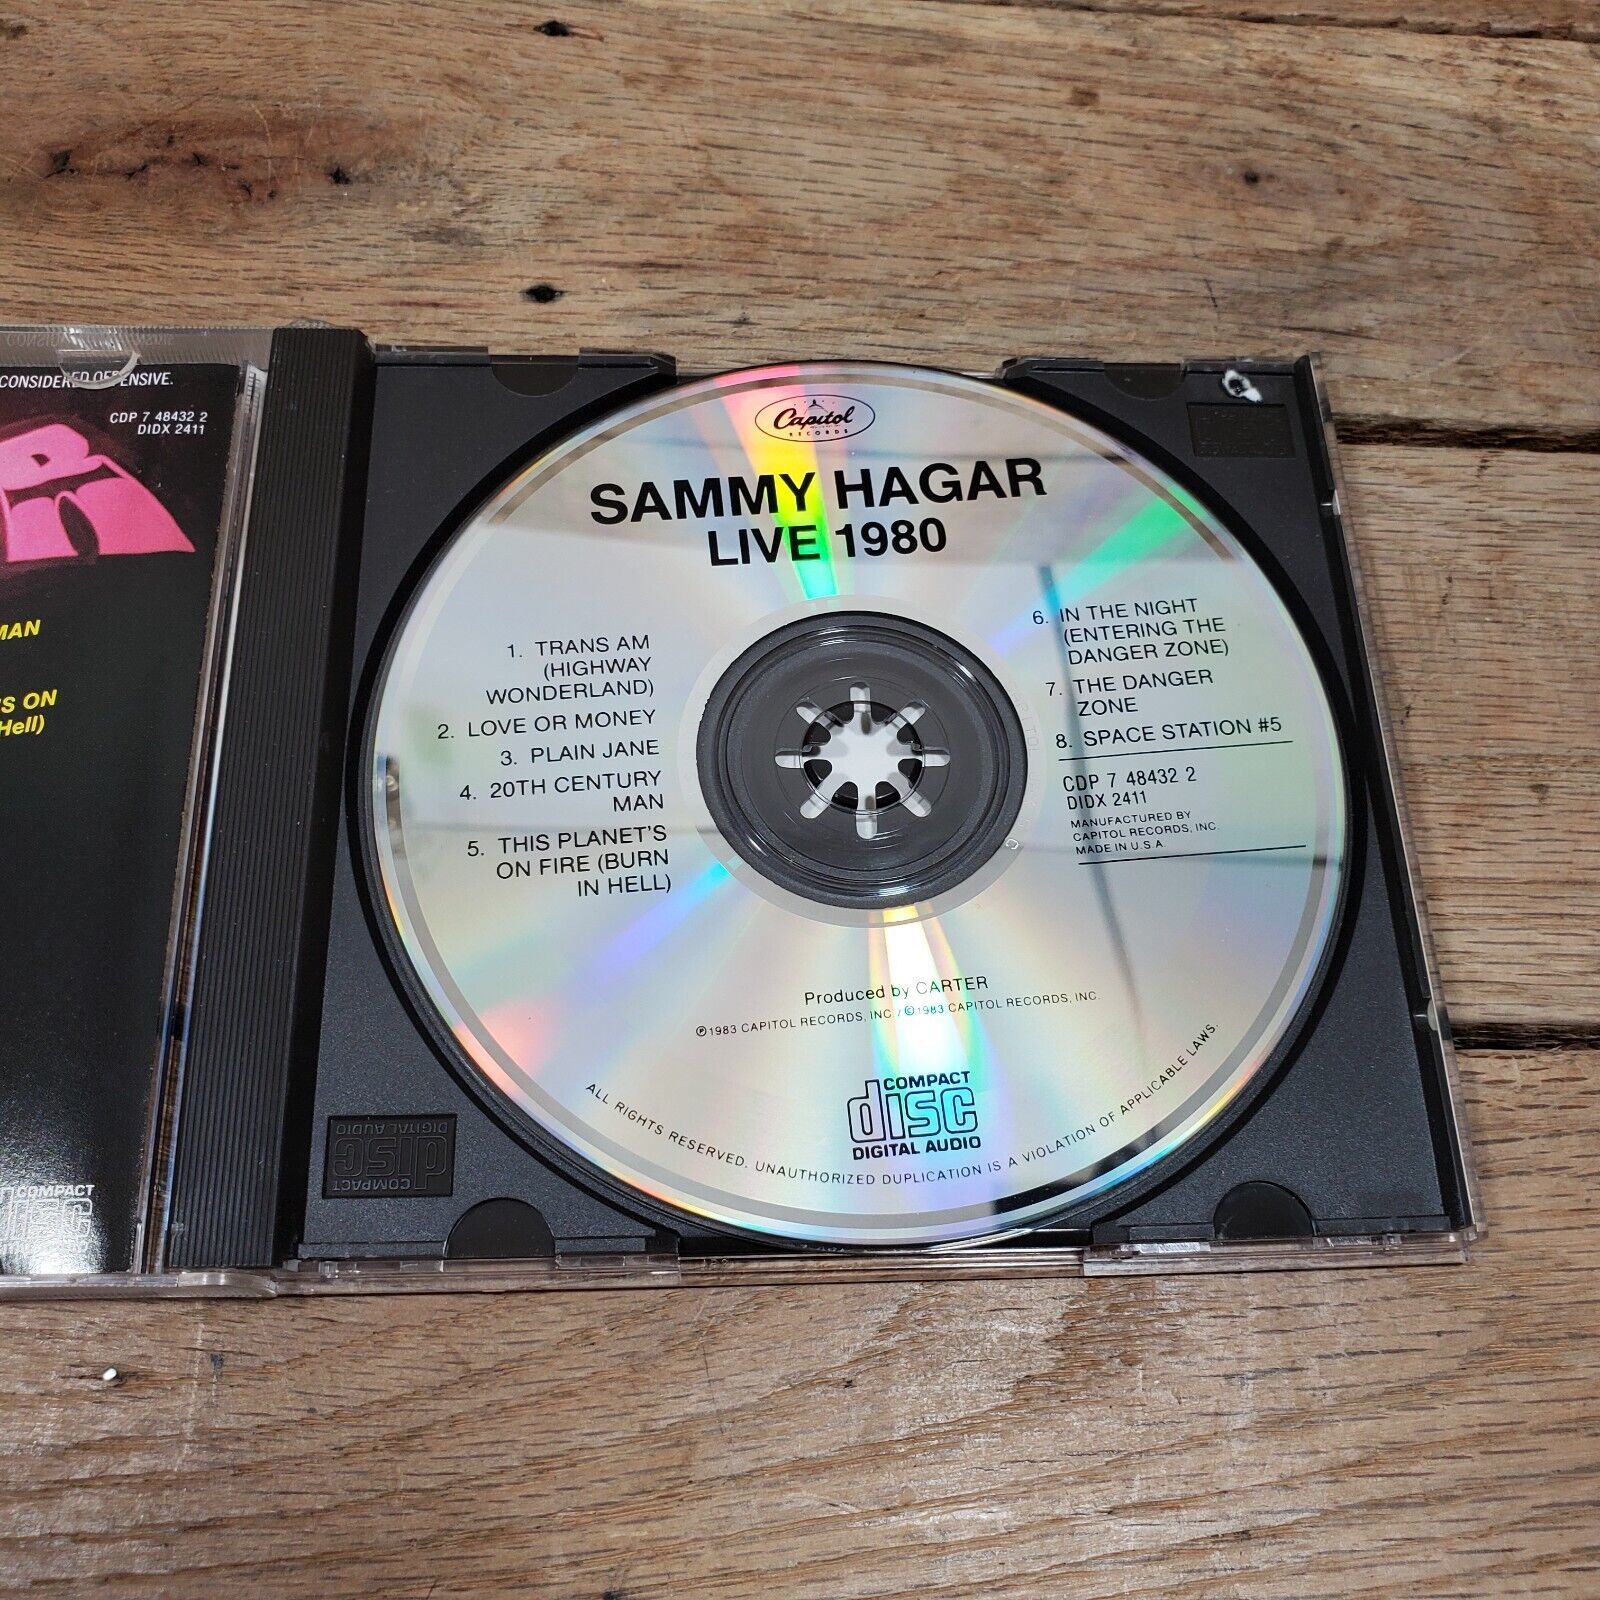 CONSIDERED OFFENSIVE.
CDP 7 48432 2
DIDX 2411
R
MAN
'S ON
Hell)
COMPACT
disc
Capitol
RECORDS
SAMMY HAGAR
LIVE 1980
1. TRANS AM
(HIGHWAY
WONDERLAND)
2. LOVE OR MONEY
3. PLAIN JANE
4. 20TH CENTURY
MAN
5. THIS PLANET'S
ON FIRE (BURN
IN HELL)
6. IN THE NIGHT
(ENTERING THE
DANGER ZONE)
7. THE DANGER
ZONE
8. SPACE STATION #5
CDP 7 48432 2
DIDX 2411
MANUFACTURED BY
CAPITOL RECORDS, INC.
MADE IN U.S.A.
Produced by CARTER
℗1983 CAPITOL RECORDS, INC. / ©1983 CAPITOL RECORDS, INC.
COMPACT
disc
DIGITAL AUDIO
ALL RIGHTS RESERVED. UNAUTHORIZED DUPLICATION IS A VIOLATION OF APPLICABLE LAWS.
COMPACT
disc
DIGITAL AUDIO